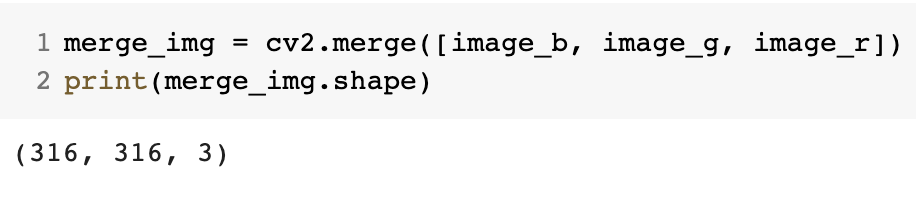 1 merge_img = cv2.merge([image_b, image_g, image_r])
2 print(merge_img.shape)
(316, 316, 3)